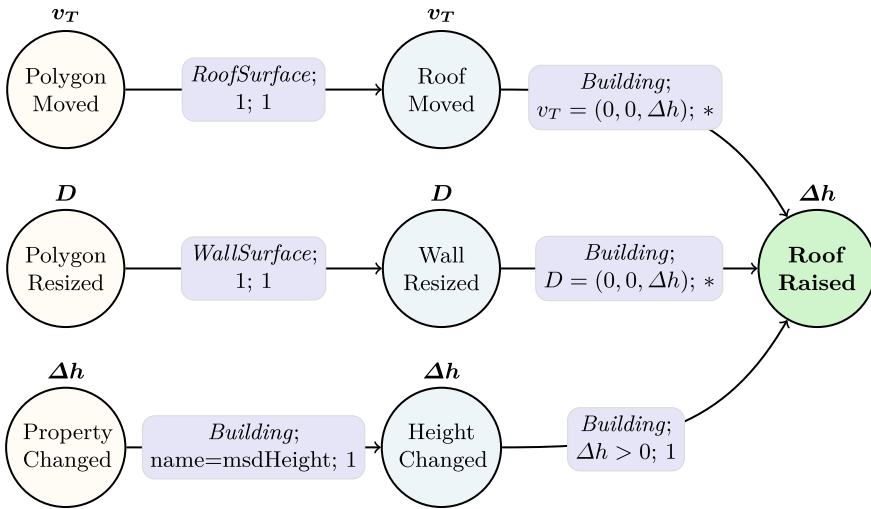 v_T
v_T
Polygon
Moved
RoofSurface;
1; 1
Roof
Moved
Building;
v_T = (0, 0, Δh); ∗
D
D
Δh
Polygon
Resized
WallSurface;
1; 1
Wall
Resized
Building;
D = (0, 0, Δh); ∗
Roof
Raised
Δh
Δh
Property
Changed
Building;
name=msdHeight; 1
Height
Changed
Building;
Δh > 0; 1